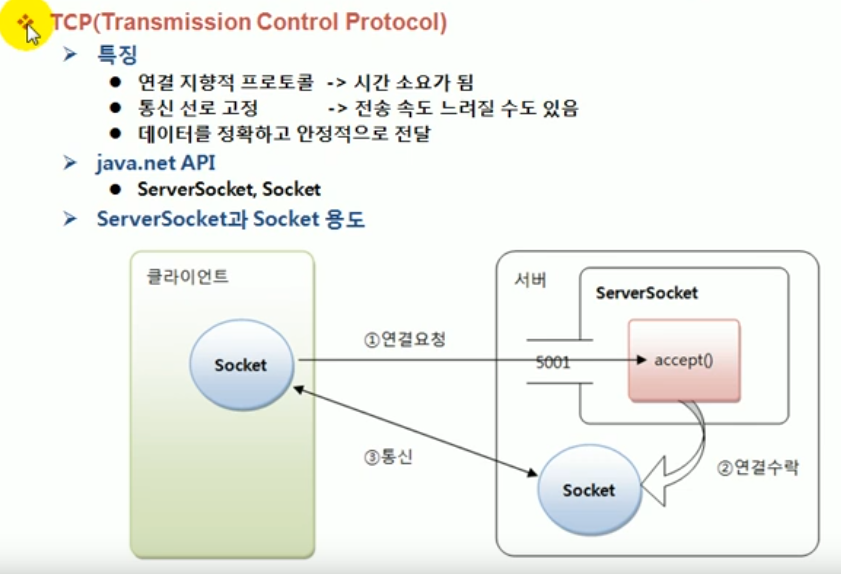 TCP(Transmission Control Protocol)
특징
연결 지향적 프로토콜 -> 시간 소요가 됨
통신 선로 고정 -> 전송 속도 느려질 수도 있음
데이터를 정확하고 안정적으로 전달
java.net API
ServerSocket, Socket
ServerSocket과 Socket 용도
클라이언트
서버
ServerSocket
①연결요청
Socket
5001
accept()
③통신
②연결수락
Socket